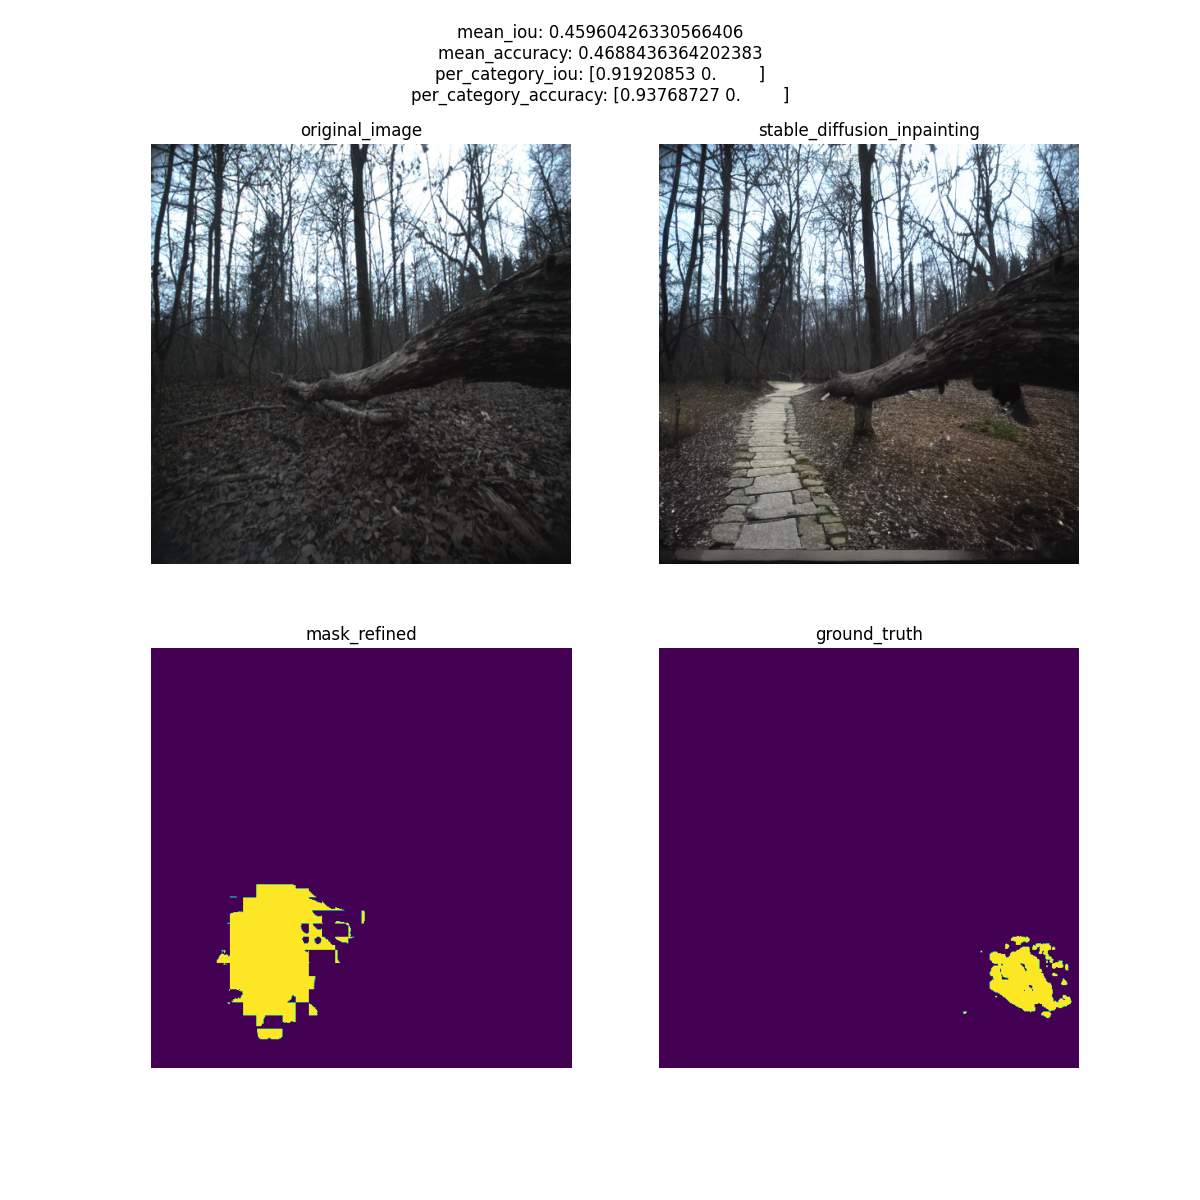 mean_iou: 0.45960426330566406
mean_accuracy: 0.4688436364202383
per_category_iou: [0.91920853 0.        ]
per_category_accuracy: [0.93768727 0.        ]
original_image
stable_diffusion_inpainting
mask_refined
ground_truth